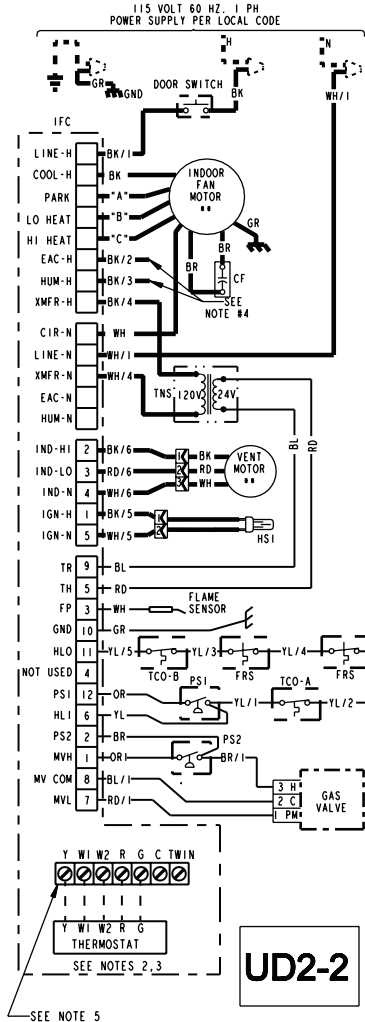 115 VOLT 60 HZ. 1 PH
POWER SUPPLY PER LOCAL CODE
H
N
GR
GND
DOOR SWITCH
BK
WH/1
IFC
LINE-H
BK/1
COOL-H
BK
INDOOR
FAN
MOTOR
PARK
"A"
LO HEAT
"B"
HI HEAT
"C"
GR
EAC-H
BK/2
BR
BR
CF
HUM-H
BK/3
XMFR-H
BK/4
SEE
NOTE #4
CIR-N
WH
LINE-N
WH/1
XMFR-N
WH/4
TNS
120V
24V
EAC-N
HUM-N
BL
RD
IND-HI
2
BK/6
1
BK
VENT
MOTOR
IND-LO
3
RD/6
2
RD
IND-N
4
WH/6
3
WH
IGN-H
1
BK/5
1
IGN-N
5
WH/5
2
HSI
TR
9
BL
TH
5
RD
FP
3
WH
FLAME
SENSOR
GND
10
GR
HLO
11
YL/5
YL/3
YL/4
TCO-B
FRS
FRS
NOT USED
4
PS1
12
OR
PS1
YL/1
TCO-A
YL/2
HLI
6
YL
PS2
2
BR
PS2
MVH
1
OR1
BR/1
MV COM
8
BL/1
MVL
7
RD/1
3 H
2 C
1 PM
GAS
VALVE
Y W1 W2 R G C TWIN
Y W1 W2 R G
THERMOSTAT
SEE NOTES 2,3
UD2-2
SEE NOTE 5